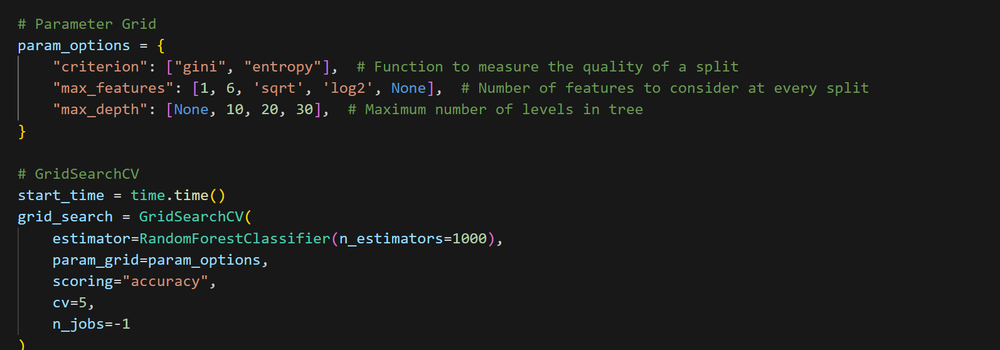 # Parameter Grid
param_options = {
    "criterion": ["gini", "entropy"],  # Function to measure the quality of a split
    "max_features": [1, 6, 'sqrt', 'log2', None],  # Number of features to consider at every split
    "max_depth": [None, 10, 20, 30],  # Maximum number of levels in tree
}

# GridSearchCV
start_time = time.time()
grid_search = GridSearchCV(
    estimator=RandomForestClassifier(n_estimators=1000),
    param_grid=param_options,
    scoring="accuracy",
    cv=5,
    n_jobs=-1
)